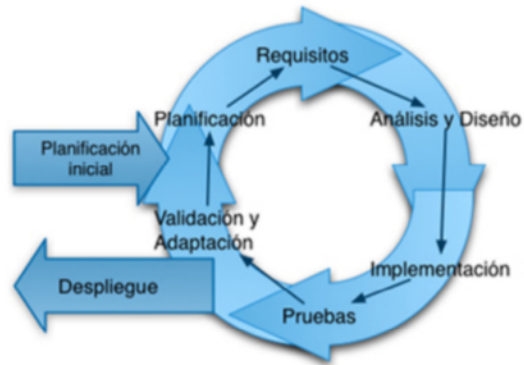 Requisitos
Planificación
Análisis y Diseño
Planificación
inicial
Validación y
Adaptación
Implementación
Despliegue
Pruebas